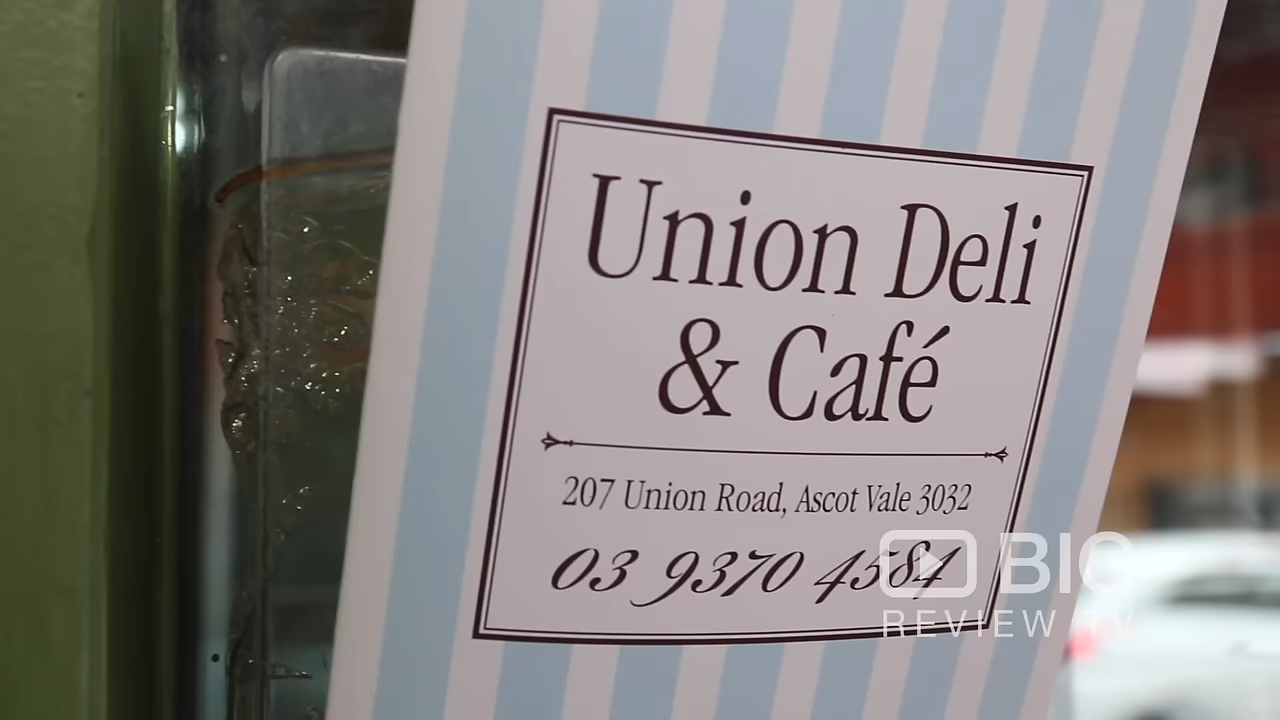 Union Deli
& Café
207 Union Road, Ascot Vale 3032
03 9370 4584
BIG
REVIEW TV